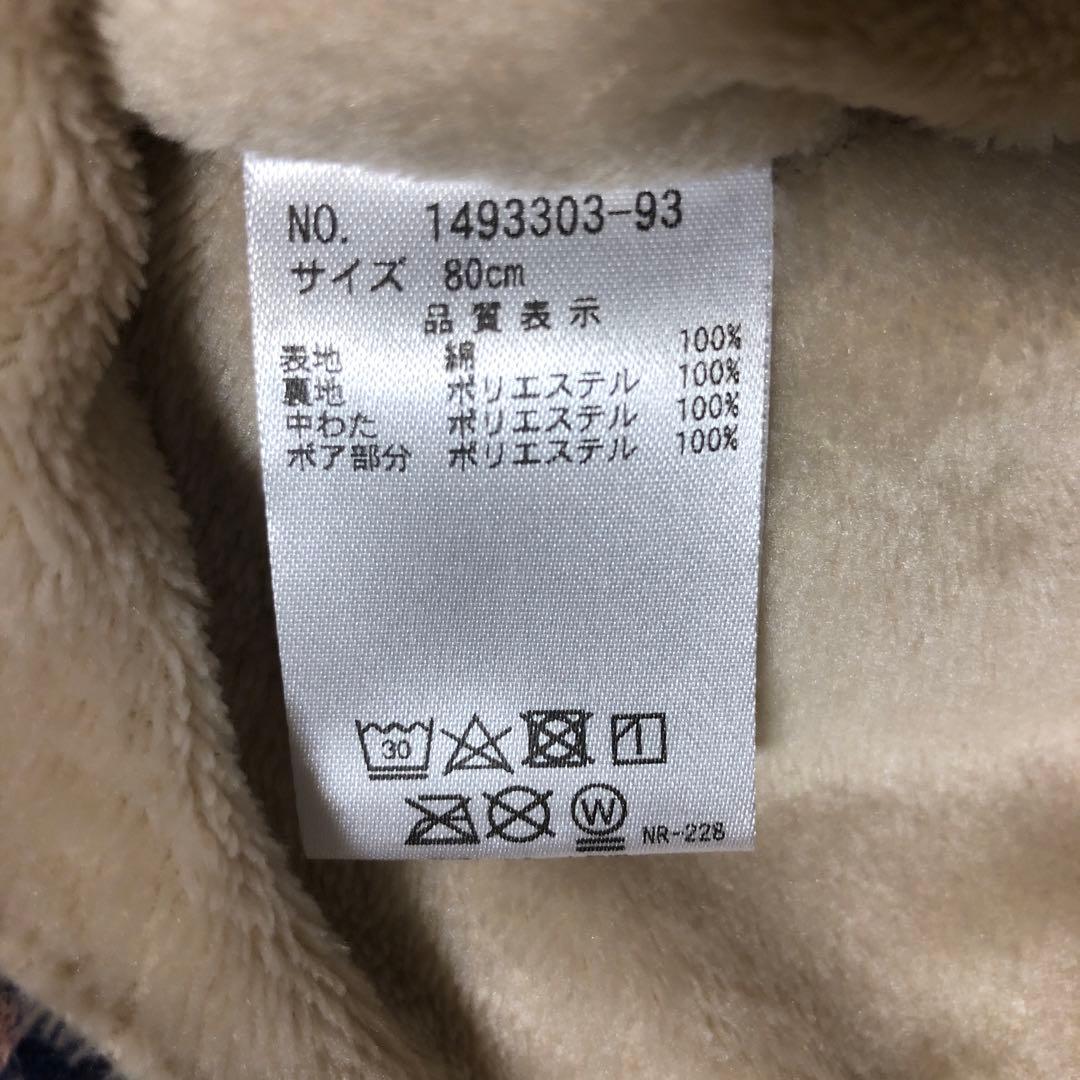 NO. 1493303-93
サイズ 80cm
品質表示
表地 綿 100%
裏地 ポリエステル 100%
中わた ポリエステル 100%
ボア部分 ポリエステル 100%
30
1
W NR-228